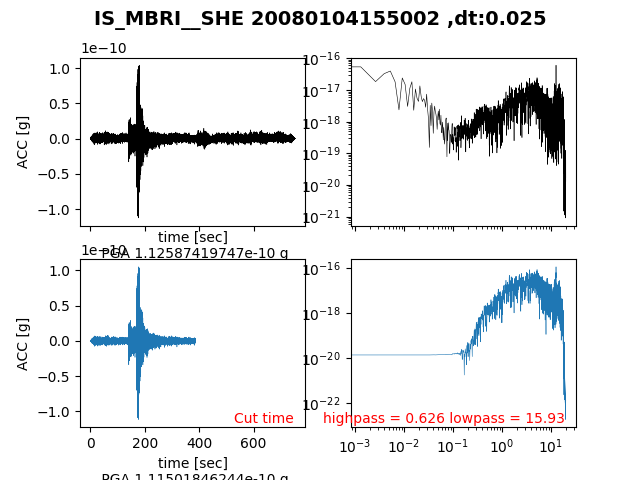 IS_MBRI__SHE 20080104155002 ,dt:0.025
1e−10
1.0
0.5
0.0
−0.5
−1.0
ACC [g]
time [sec]
PGA 1.12587419747e-10 g
10−16
10−17
10−18
10−19
10−20
10−21
1e−10
1.0
0.5
0.0
−0.5
−1.0
ACC [g]
0 200 400 600
time [sec]
PGA 1.11501846244e-10 g
Cut time
10−16
10−18
10−20
10−22
highpass = 0.626 lowpass = 15.93
10−3 10−2 10−1 100 101